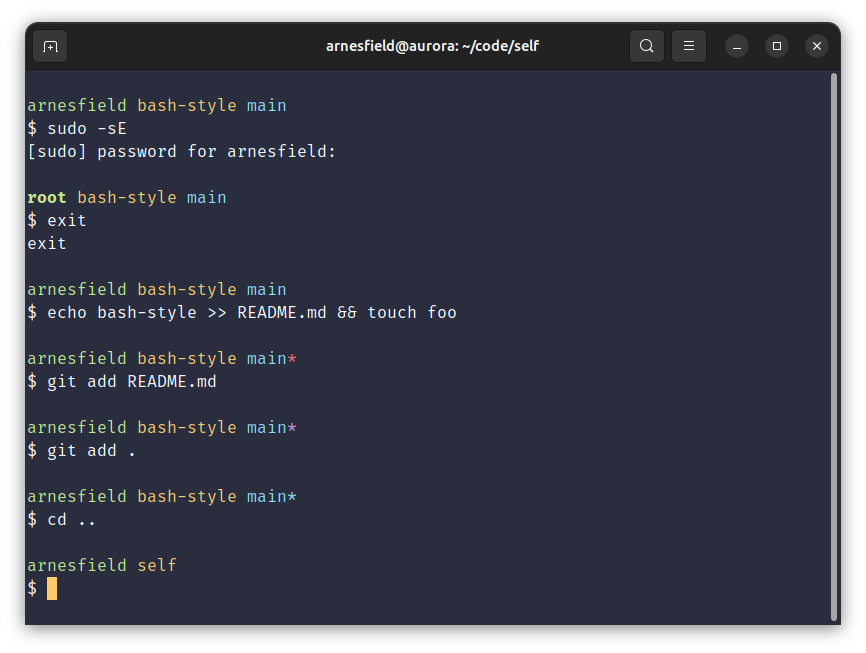 arnesfield@aurora: ~/code/self
arnesfield bash-style main
$ sudo -sE
[sudo] password for arnesfield:
root bash-style main
$ exit
exit
arnesfield bash-style main
$ echo bash-style >> README.md && touch foo
arnesfield bash-style main*
$ git add README.md
arnesfield bash-style main*
$ git add .
arnesfield bash-style main*
$ cd ..
arnesfield self
$